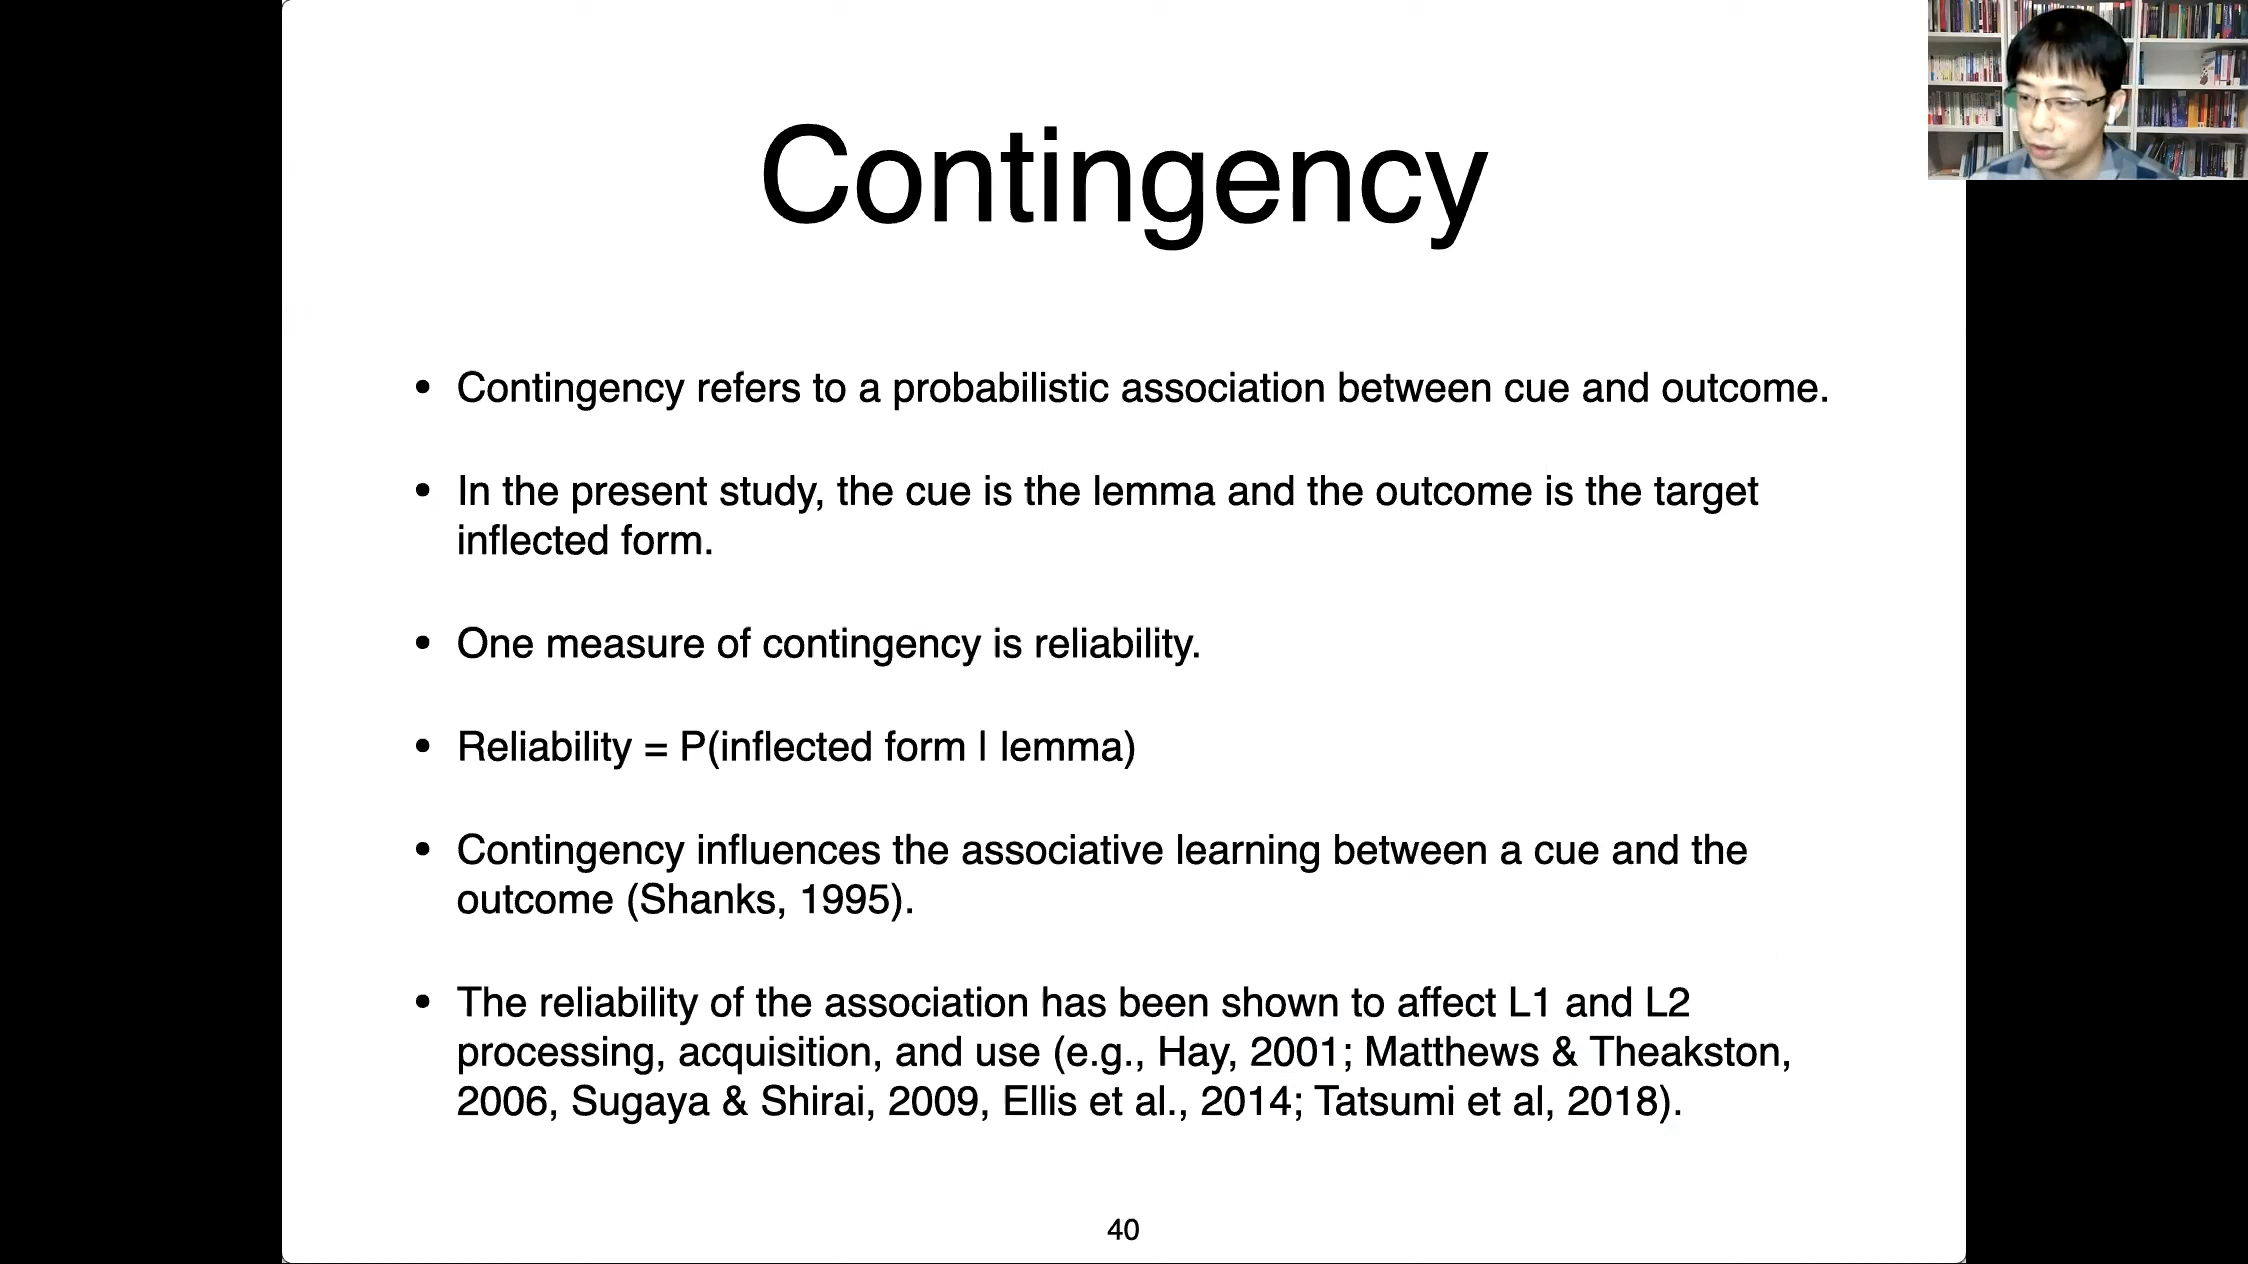 Contingency
• Contingency refers to a probabilistic association between cue and outcome.
• In the present study, the cue is the lemma and the outcome is the target
inflected form.
• One measure of contingency is reliability.
• Reliability = P(inflected form | lemma)
• Contingency influences the associative learning between a cue and the
outcome (Shanks, 1995).
• The reliability of the association has been shown to affect L1 and L2
processing, acquisition, and use (e.g., Hay, 2001; Matthews & Theakston,
2006, Sugaya & Shirai, 2009, Ellis et al., 2014; Tatsumi et al, 2018).
40